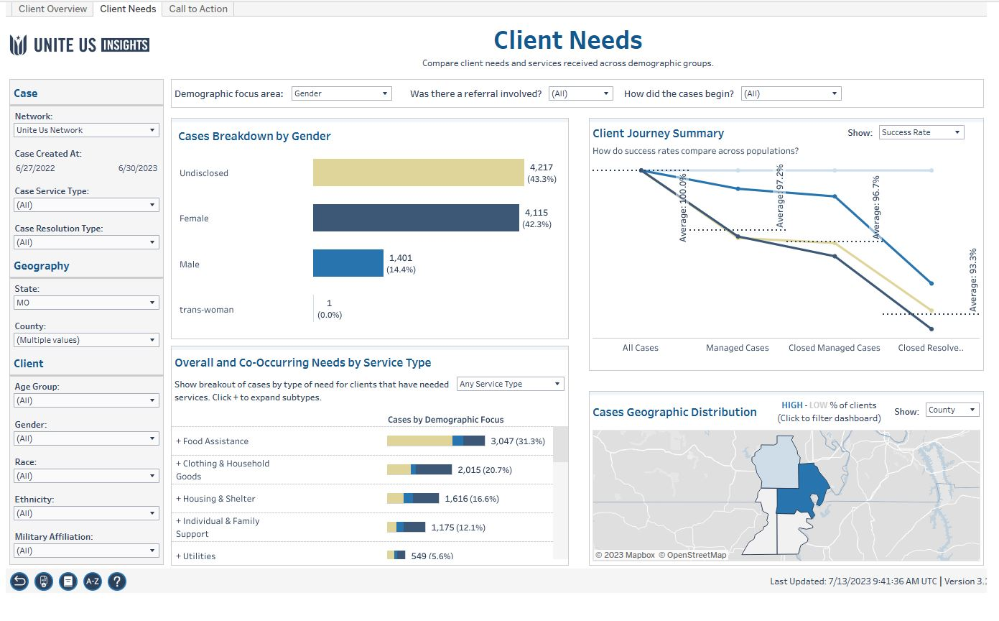 Client Overview
Client Needs
Call to Action
UNITE US INSIGHTS
Client Needs
Compare client needs and services received across demographic groups.
Case
Network:
Unite Us Network
Case Created At:
6/27/2022 6/30/2023
Case Service Type:
(All)
Case Resolution Type:
(All)
Geography
State:
MO
County:
(Multiple values)
Client
Age Group:
(All)
Gender:
(All)
Race:
(All)
Ethnicity:
(All)
Military Affiliation:
(All)
Demographic focus area: Gender
Was there a referral involved? (All)
How did the cases begin? (All)
Cases Breakdown by Gender
Undisclosed
4,217
(43.3%)
Female
4,115
(42.3%)
Male
1,401
(14.4%)
trans-woman
1
(0.0%)
Overall and Co-Occurring Needs by Service Type
Show breakout of cases by type of need for clients that have needed
services. Click + to expand subtypes.
Any Service Type
Cases by Demographic Focus
+ Food Assistance
3,047 (31.3%)
+ Clothing & Household
Goods
2,015 (20.7%)
+ Housing & Shelter
1,616 (16.6%)
+ Individual & Family
Support
1,175 (12.1%)
+ Utilities
549 (5.6%)
Client Journey Summary
Show: Success Rate
How do success rates compare across populations?
Average: 100.0%
Average: 97.2%
Average: 96.7%
Average: 93.3%
All Cases
Managed Cases
Closed Managed Cases
Closed Resolve..
Cases Geographic Distribution
HIGH - LOW % of clients
(Click to filter dashboard)
Show: County
© 2023 Mapbox © OpenStreetMap
A-Z
?
Last Updated: 7/13/2023 9:41:36 AM UTC | Version 3.1